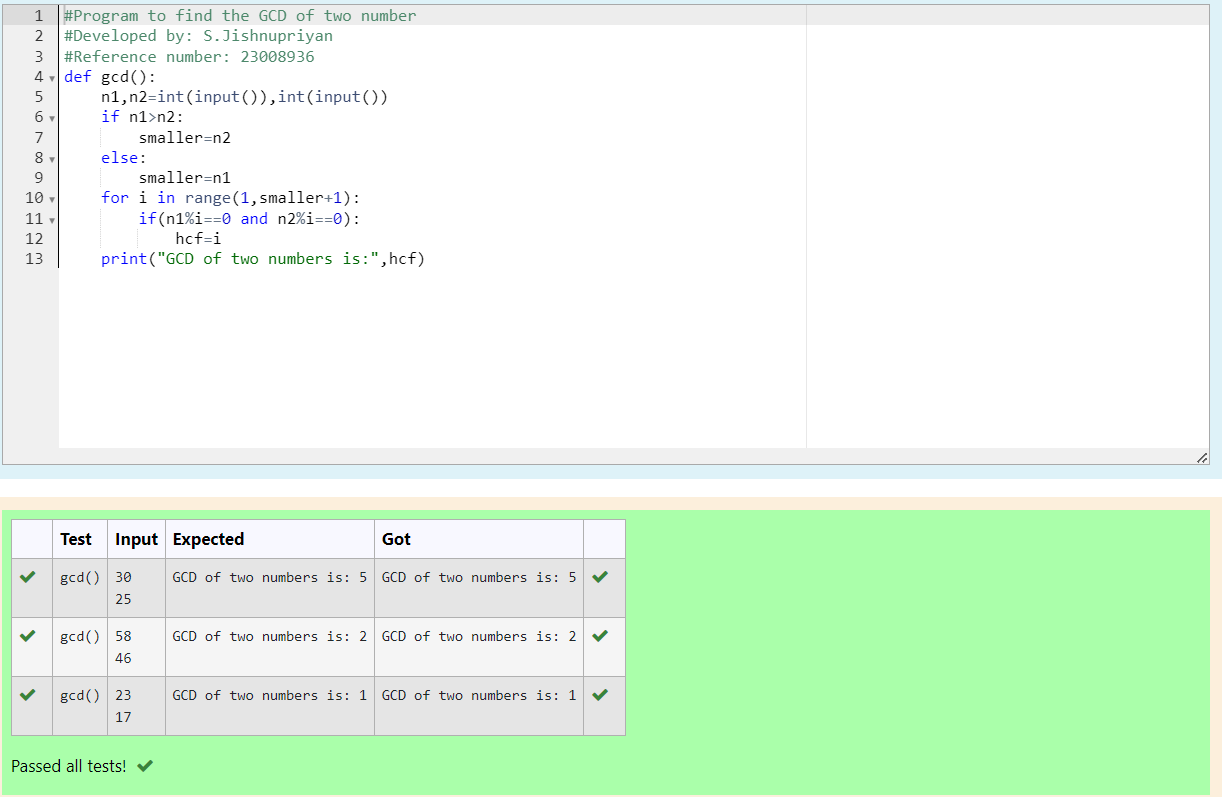 1 #Program to find the GCD of two number
2 #Developed by: S.Jishnupriyan
3 #Reference number: 23008936
4 def gcd():
5     n1,n2=int(input()),int(input())
6     if n1>n2:
7         smaller=n2
8     else:
9         smaller=n1
10     for i in range(1,smaller+1):
11         if(n1%i==0 and n2%i==0):
12             hcf=i
13     print("GCD of two numbers is:",hcf)
Test Input Expected Got
gcd() 30 GCD of two numbers is: 5 GCD of two numbers is: 5
25
gcd() 58 GCD of two numbers is: 2 GCD of two numbers is: 2
46
gcd() 23 GCD of two numbers is: 1 GCD of two numbers is: 1
17
Passed all tests!